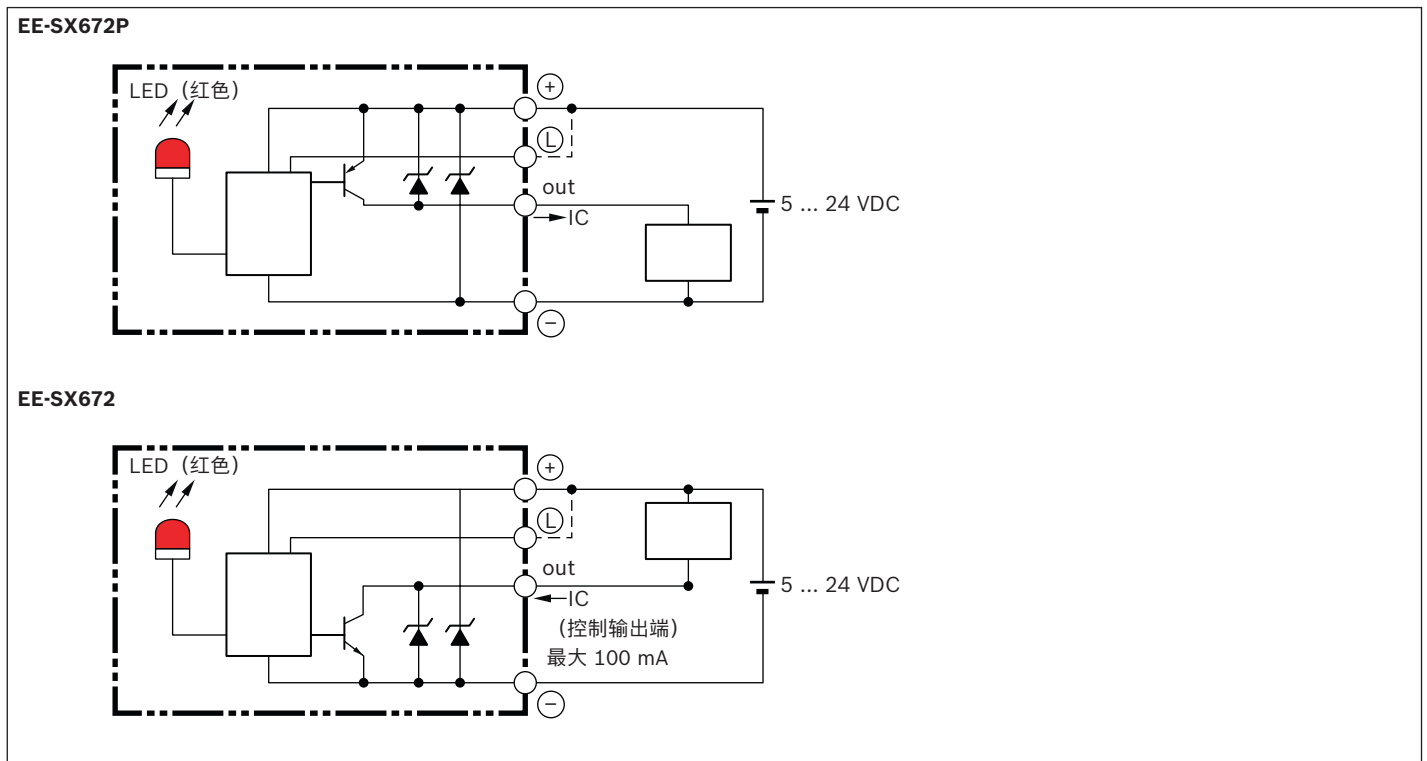 EE-SX672P
LED (红色)
+
L
out
IC
5 ... 24 VDC
−
EE-SX672
LED (红色)
+
L
out
IC
5 ... 24 VDC
(控制输出端)
最大 100 mA
−